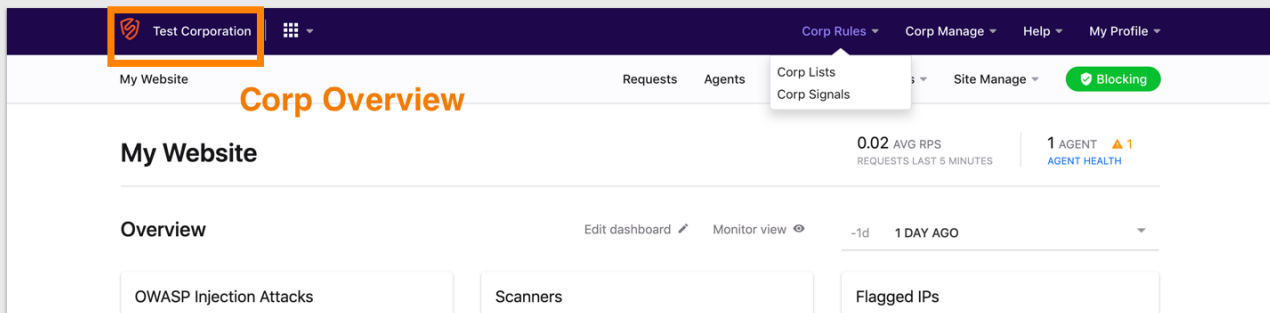 Test Corporation Corp Rules Corp Manage Help My Profile
Corp Lists
Corp Signals
My Website Requests Agents s Site Manage Blocking
Corp Overview
My Website
0.02 AVG RPS
REQUESTS LAST 5 MINUTES
1 AGENT 1
AGENT HEALTH
Overview Edit dashboard Monitor view -1d 1 DAY AGO
OWASP Injection Attacks Scanners Flagged IPs